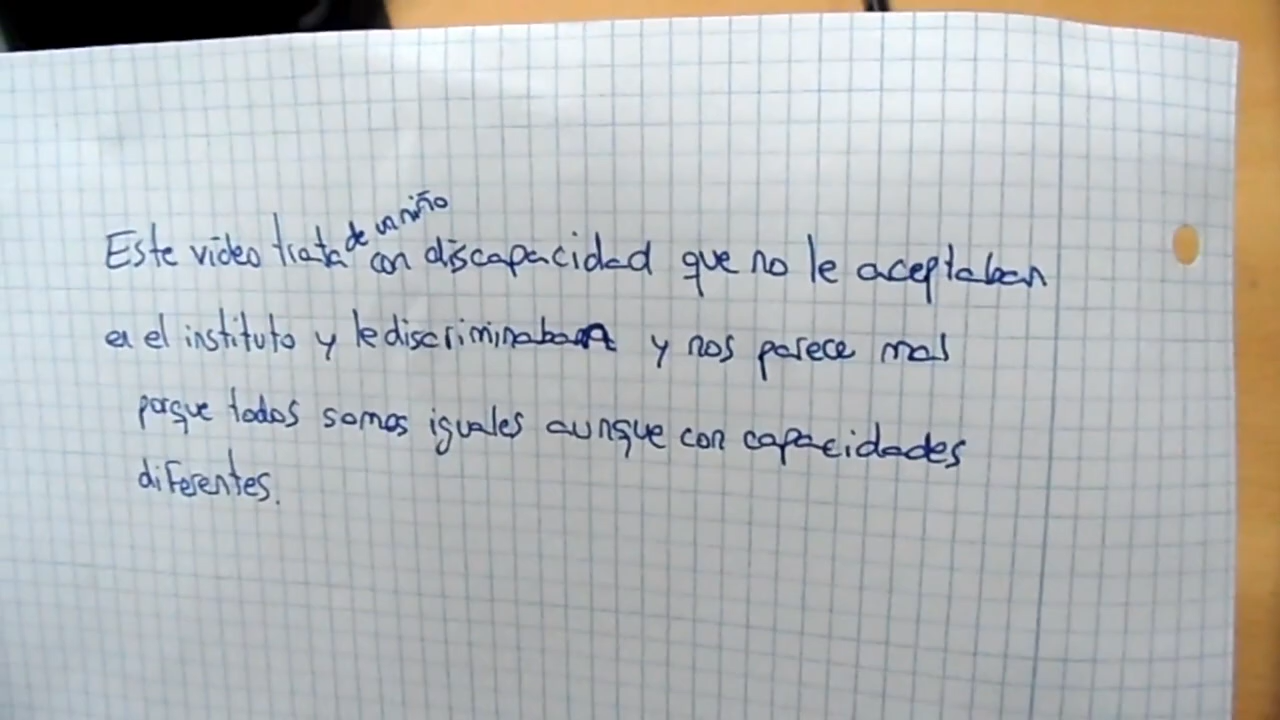 Este video trata de un niño con discapacidad que no le aceptaban
en el instituto y le discriminaban y nos parece mal
porque todos somos iguales aunque con capacidades
diferentes.